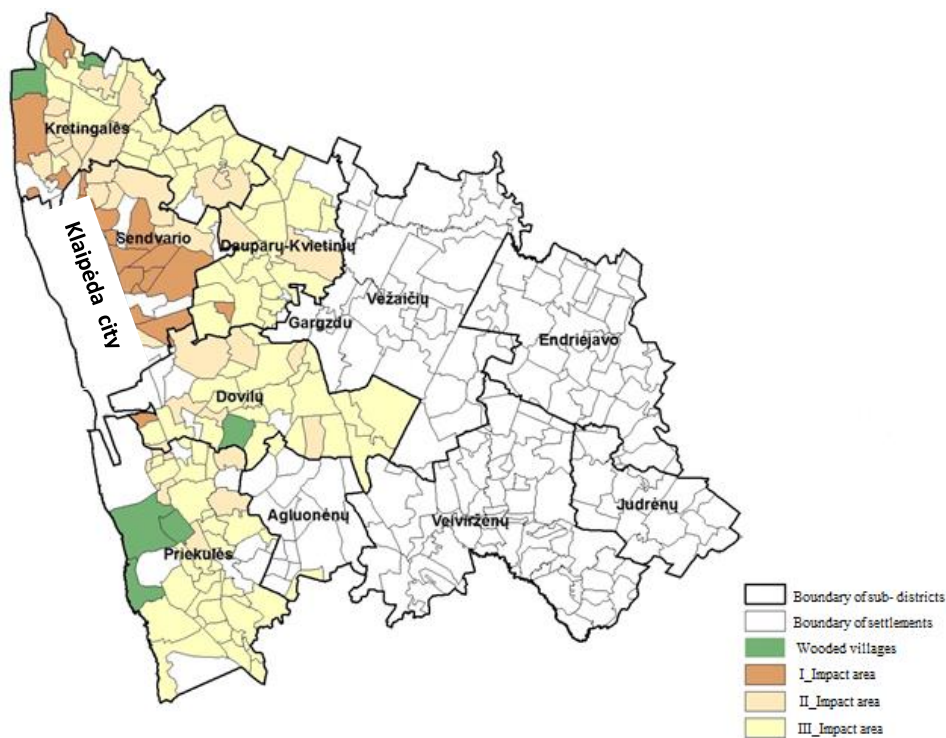 Kretingalės
Klaipėda city
Sendvario
Dauparų-Kvietinių
Vėžaičių
Gargzdu
Endriejavo
Dovilų
Agluonėnų
Veiviržėnų
Judrėnų
Priekulės
Boundary of sub- districts
Boundary of settlements
Wooded villages
I_Impact area
II_Impact area
III_Impact area